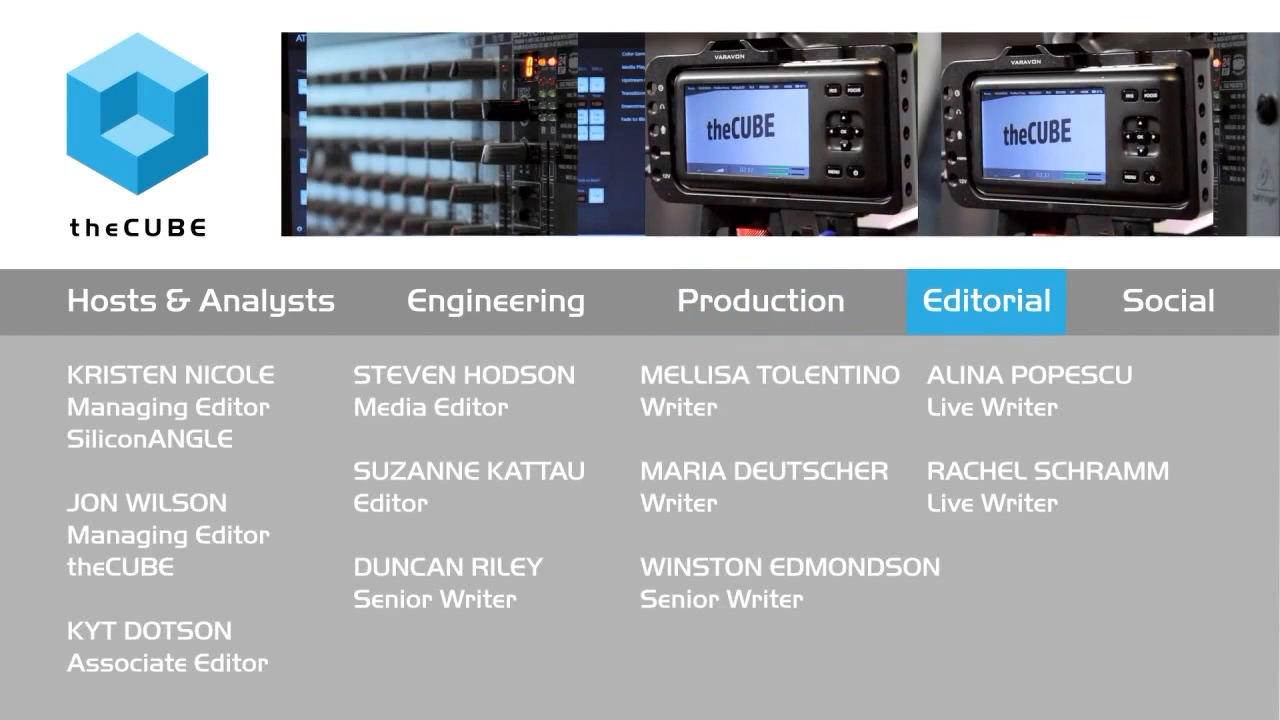 theCUBE
VARAVON
theCUBE
VARAVON
theCUBE
Hosts & Analysts
Engineering
Production
Editorial
Social
KRISTEN NICOLE
Managing Editor
SiliconANGLE
JON WILSON
Managing Editor
theCUBE
KYT DOTSON
Associate Editor
STEVEN HODSON
Media Editor
SUZANNE KATTAU
Editor
DUNCAN RILEY
Senior Writer
MELLISA TOLENTINO
Writer
MARIA DEUTSCHER
Writer
WINSTON EDMONDSON
Senior Writer
ALINA POPESCU
Live Writer
RACHEL SCHRAMM
Live Writer